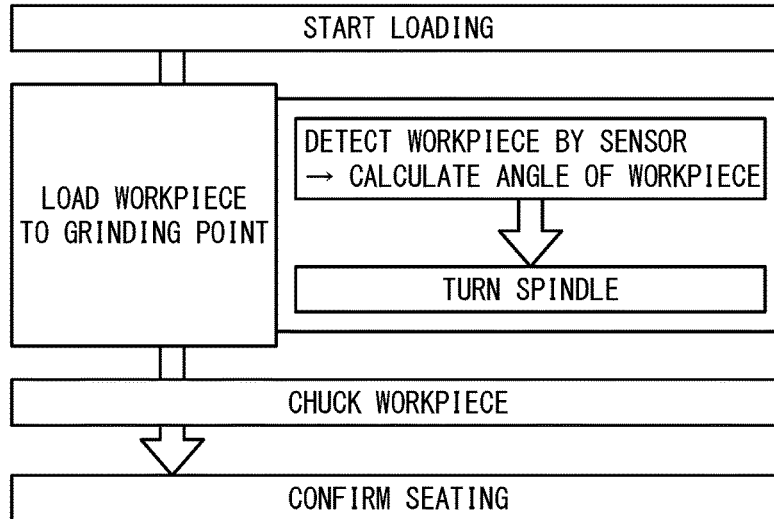 START LOADING
LOAD WORKPIECE
TO GRINDING POINT
DETECT WORKPIECE BY SENSOR
→ CALCULATE ANGLE OF WORKPIECE
TURN SPINDLE
CHUCK WORKPIECE
CONFIRM SEATING